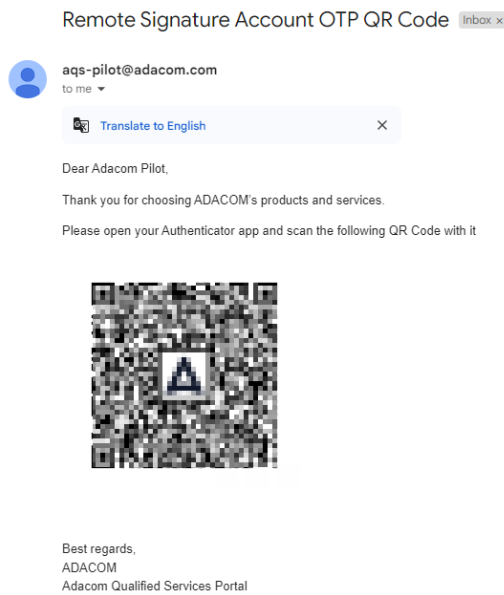 Remote Signature Account OTP QR Code Inbox ×
aqs-pilot@adacom.com
to me
Translate to English
Dear Adacom Pilot,
Thank you for choosing ADACOM's products and services.
Please open your Authenticator app and scan the following QR Code with it
Best regards,
ADACOM
Adacom Qualified Services Portal